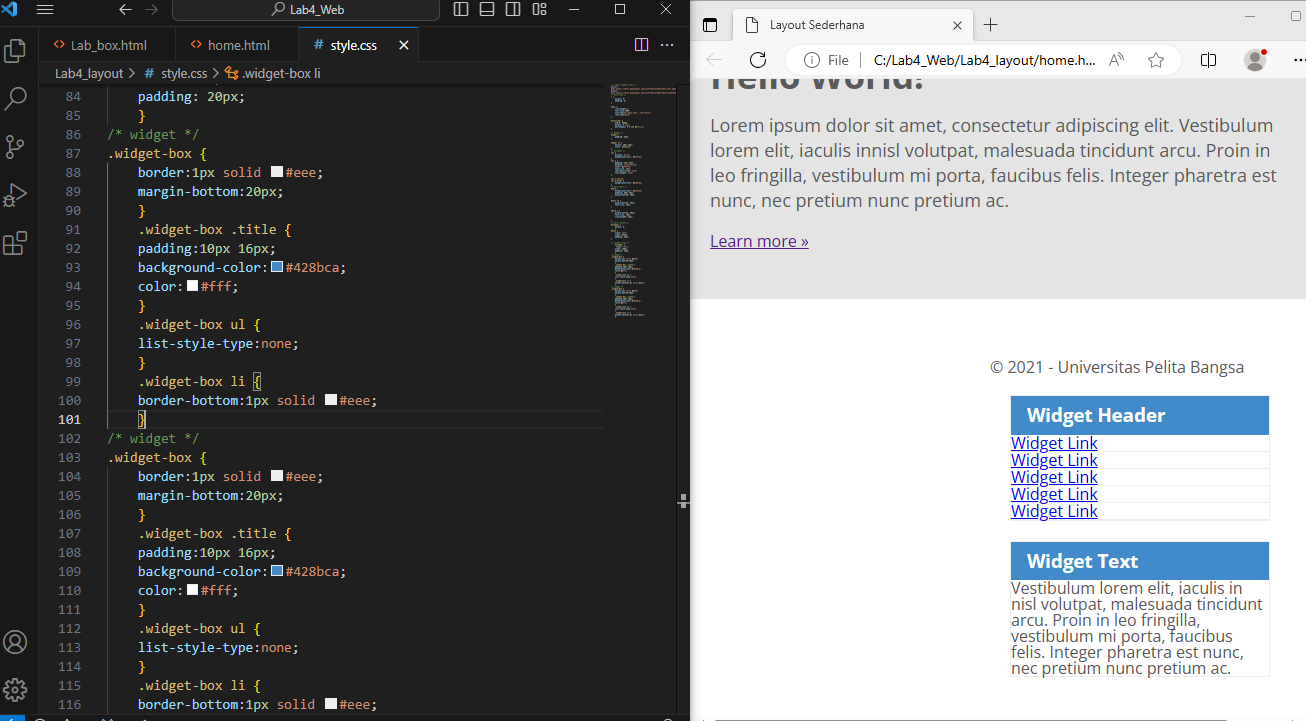 Lab4_Web
Lab_box.html
home.html
# style.css
Lab4_layout > # style.css > .widget-box li
84 padding: 20px;
85 }
86 /* widget */
87 .widget-box {
88 border:1px solid #eee;
89 margin-bottom:20px;
90 }
91 .widget-box .title {
92 padding:10px 16px;
93 background-color:#428bca;
94 color:#fff;
95 }
96 .widget-box ul {
97 list-style-type:none;
98 }
99 .widget-box li {
100 border-bottom:1px solid #eee;
101 }
102 /* widget */
103 .widget-box {
104 border:1px solid #eee;
105 margin-bottom:20px;
106 }
107 .widget-box .title {
108 padding:10px 16px;
109 background-color:#428bca;
110 color:#fff;
111 }
112 .widget-box ul {
113 list-style-type:none;
114 }
115 .widget-box li {
116 border-bottom:1px solid #eee;
Layout Sederhana
File | C:/Lab4_Web/Lab4_layout/home.h...
Hello World!
Lorem ipsum dolor sit amet, consectetur adipiscing elit. Vestibulum
lorem elit, iaculis innisl volutpat, malesuada tincidunt arcu. Proin in
leo fringilla, vestibulum mi porta, faucibus felis. Integer pharetra est
nunc, nec pretium nunc pretium ac.
Learn more »
© 2021 - Universitas Pelita Bangsa
Widget Header
Widget Link
Widget Link
Widget Link
Widget Link
Widget Link
Widget Text
Vestibulum lorem elit, iaculis in
nisl volutpat, malesuada tincidunt
arcu. Proin in leo fringilla,
vestibulum mi porta, faucibus
felis. Integer pharetra est nunc,
nec pretium nunc pretium ac.